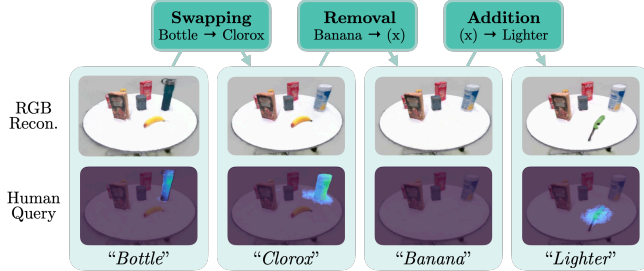 Swapping
Bottle → Clorox
Removal
Banana → (x)
Addition
(x) → Lighter
RGB
Recon.
Human
Query
“Bottle”
“Clorox”
“Banana”
“Lighter”